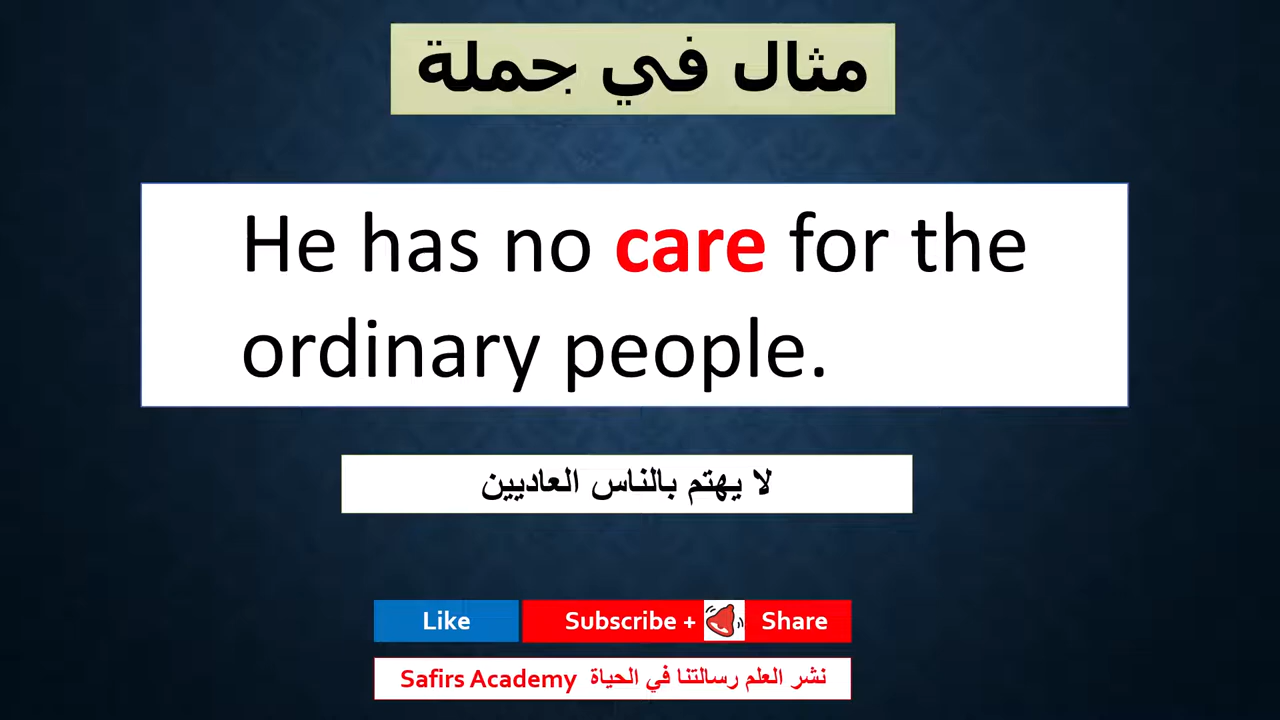 مثال في جملة
He has no care for the
ordinary people.
لا يهتم بالناس العاديين
Like Subscribe + Share
Safirs Academy نشر العلم رسالتنا في الحياة